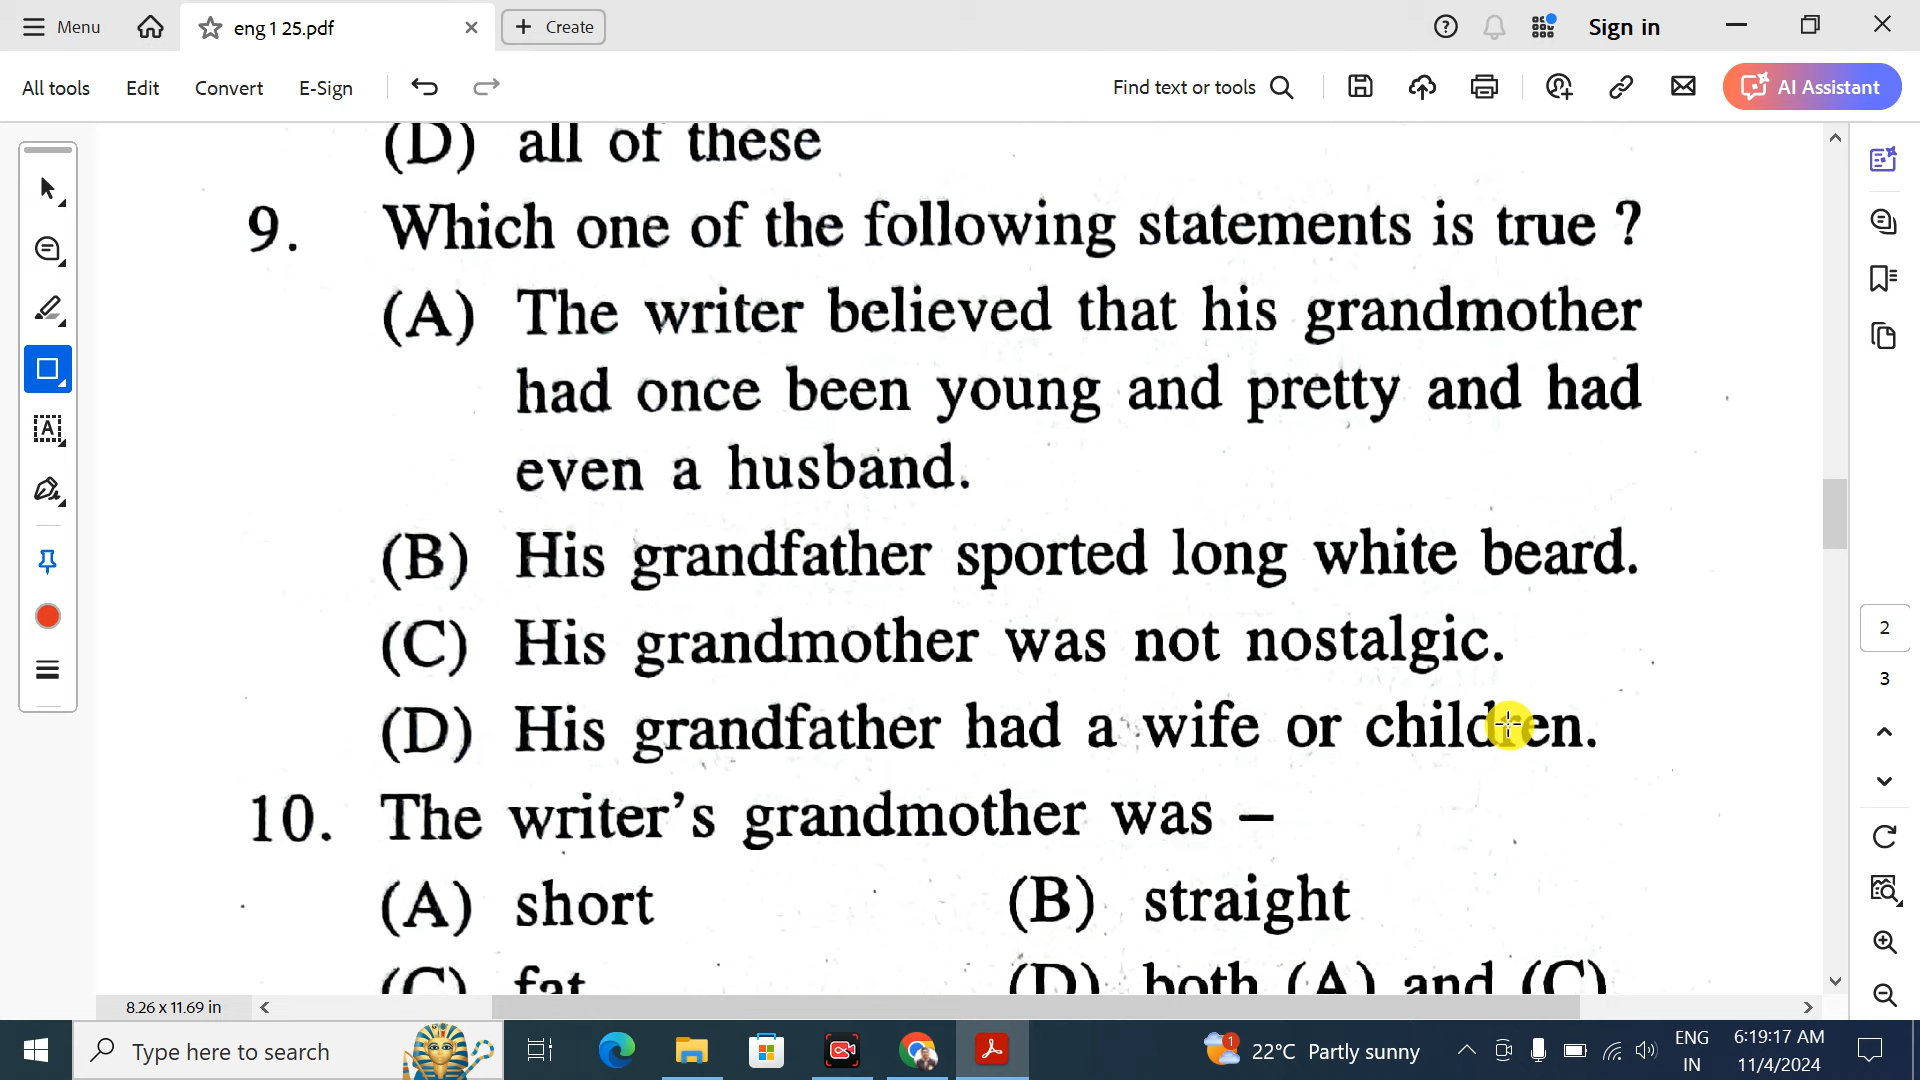 Menu
eng 1 25.pdf
Create
Sign in
All tools
Edit
Convert
E-Sign
Find text or tools
AI Assistant
(D) all of these
9. Which one of the following statements is true ?
(A) The writer believed that his grandmother
had once been young and pretty and had
even a husband.
(B) His grandfather sported long white beard.
(C) His grandmother was not nostalgic.
(D) His grandfather had a wife or children.
10. The writer's grandmother was –
(A) short (B) straight
(C) fat (D) both (A) and (C)
2
3
8.26 x 11.69 in
Type here to search
1
22°C Partly sunny
ENG
IN
6:19:17 AM
11/4/2024